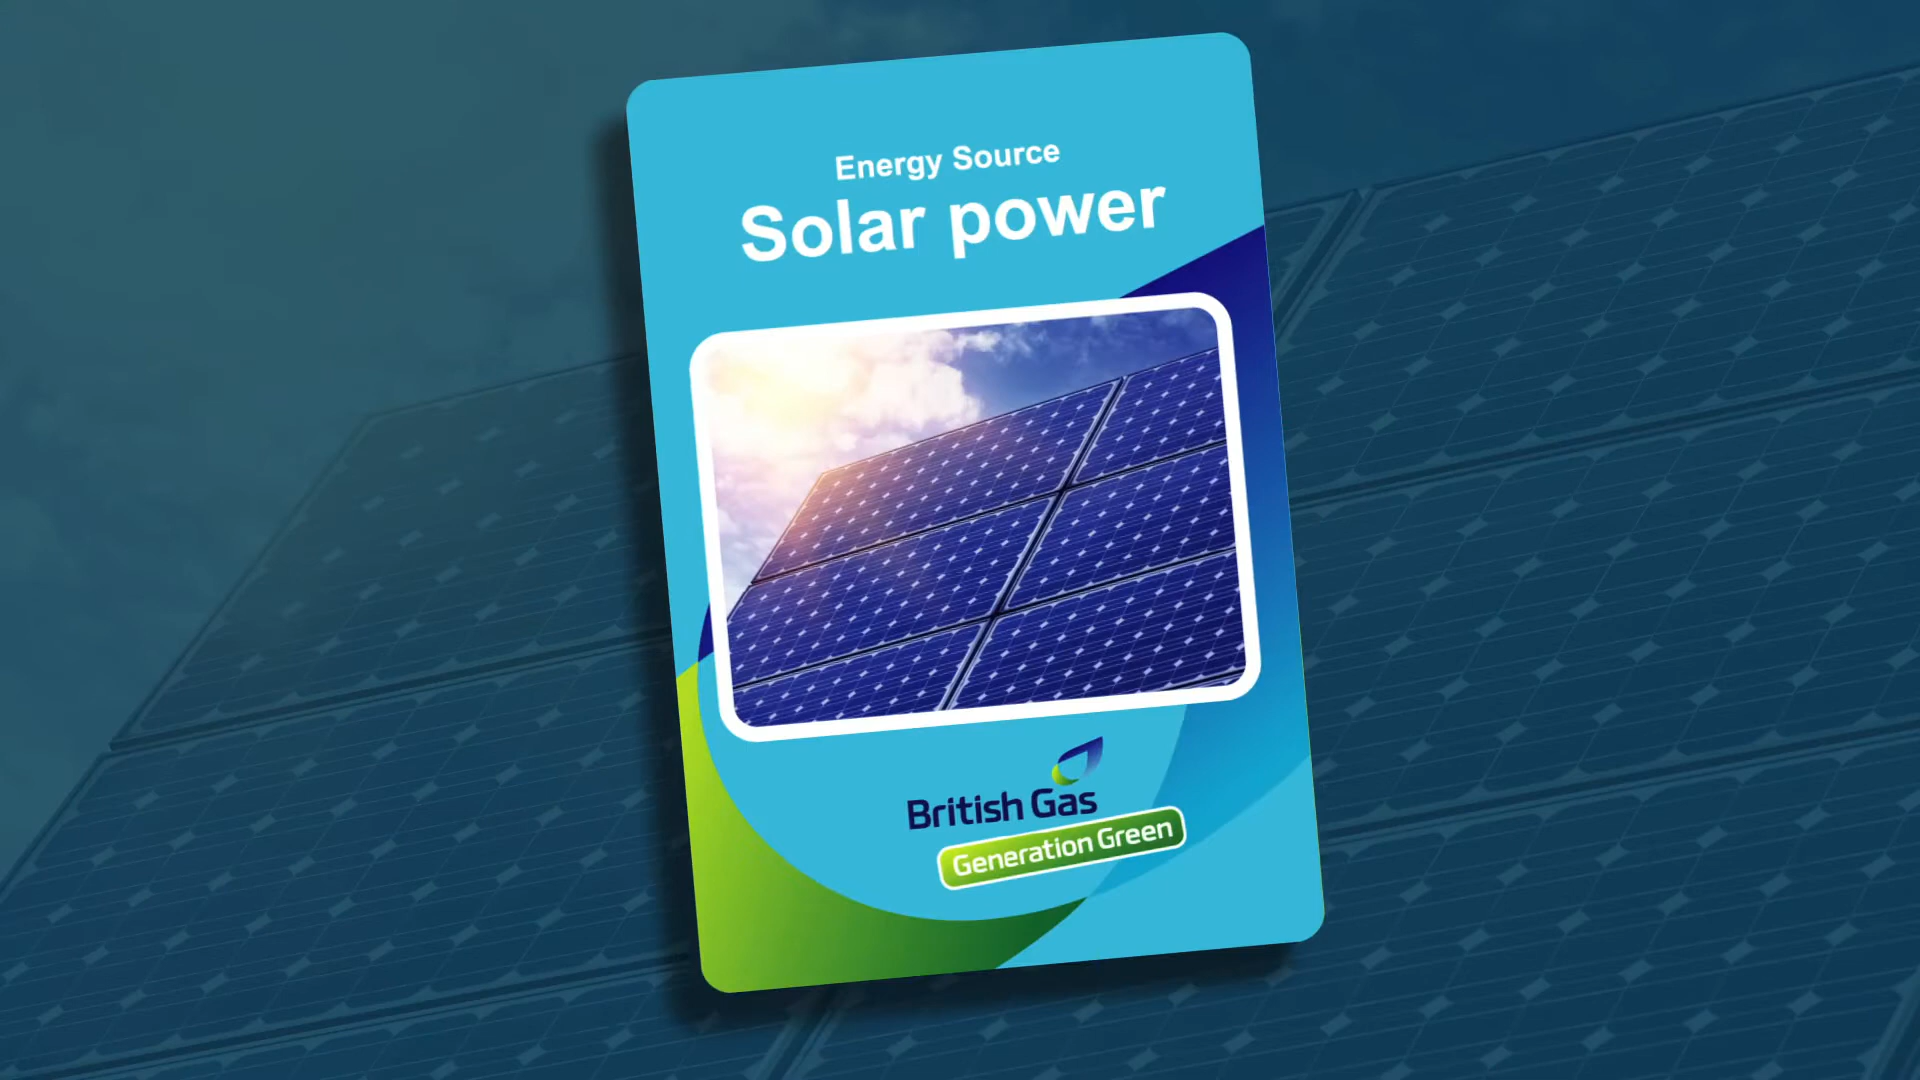 Energy Source
Solar power
British Gas
Generation Green